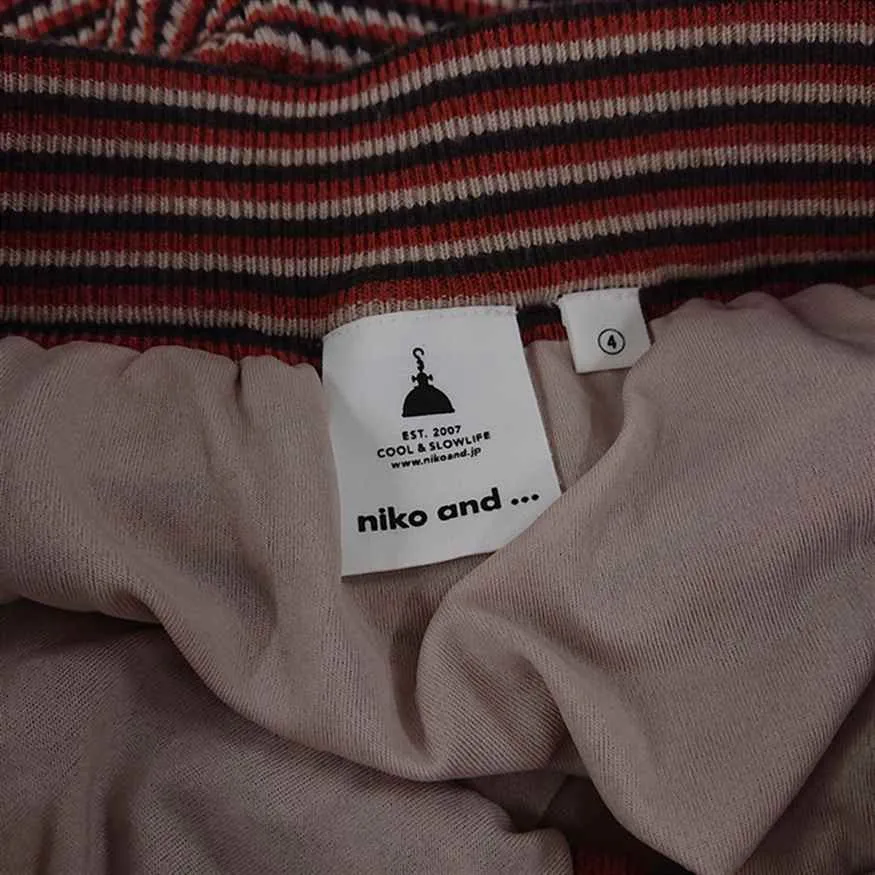 EST. 2007
COOL & SLOWLIFE
www.nikoand.jp
niko and ...
④